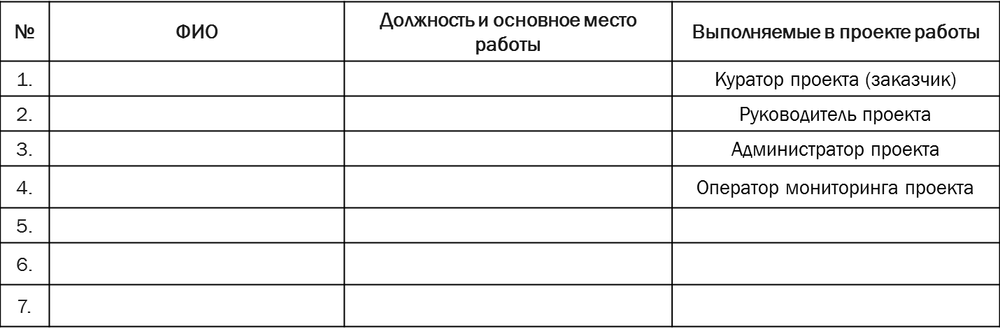 № ФИО Должность и основное место работы Выполняемые в проекте работы
1. Куратор проекта (заказчик)
2. Руководитель проекта
3. Администратор проекта
4. Оператор мониторинга проекта
5.
6.
7.